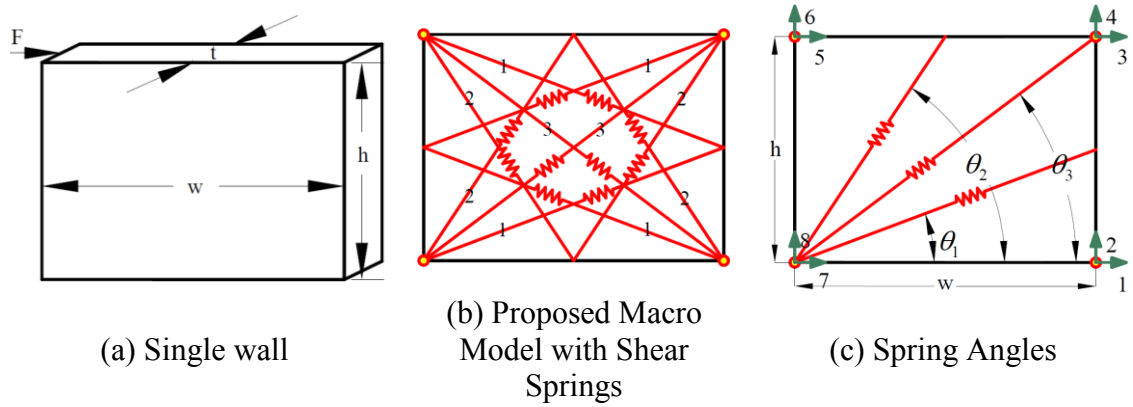 F
t
h
w
(a) Single wall
1
1
2
2
3
3
2
2
1
1
(b) Proposed Macro
Model with Shear
Springs
6
4
5
3
h
θ2
θ3
8
θ1
2
7
w
1
(c) Spring Angles